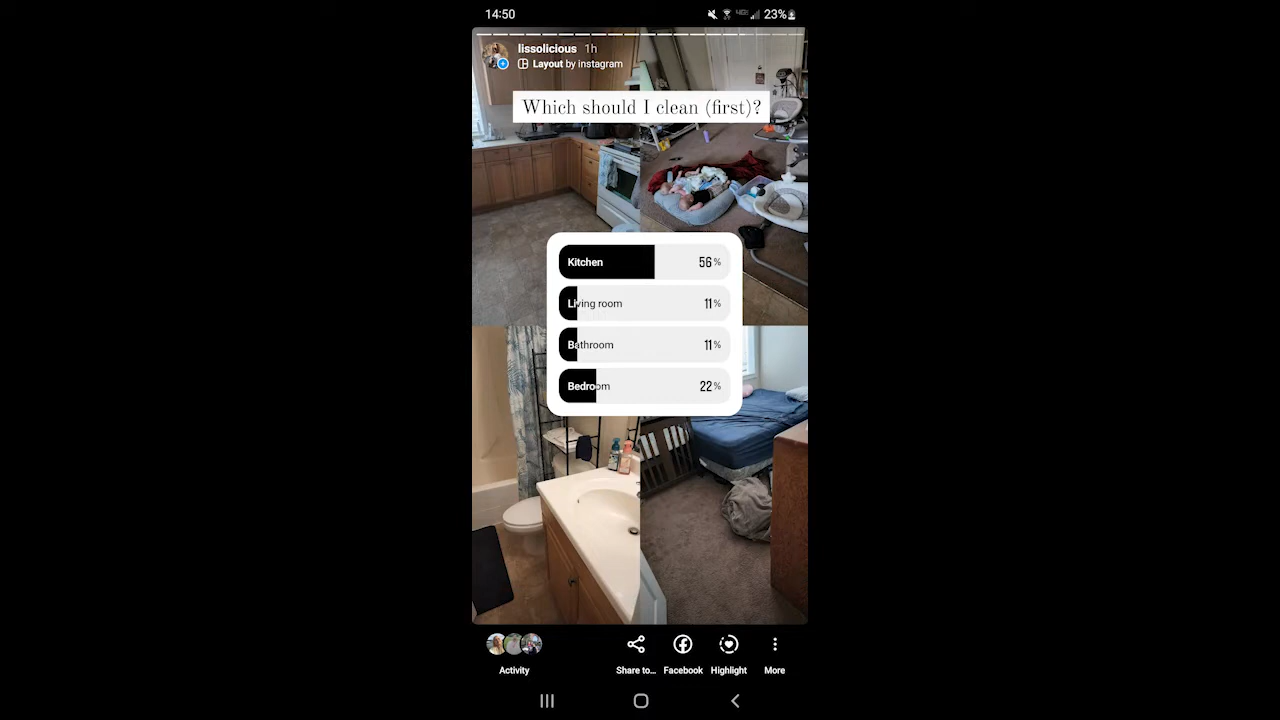 14:50
23%
lissolicious 1h
Layout by instagram
Which should I clean (first)?
Kitchen 56%
Living room 11%
Bathroom 11%
Bedroom 22%
Activity
Share to...
Facebook
Highlight
More